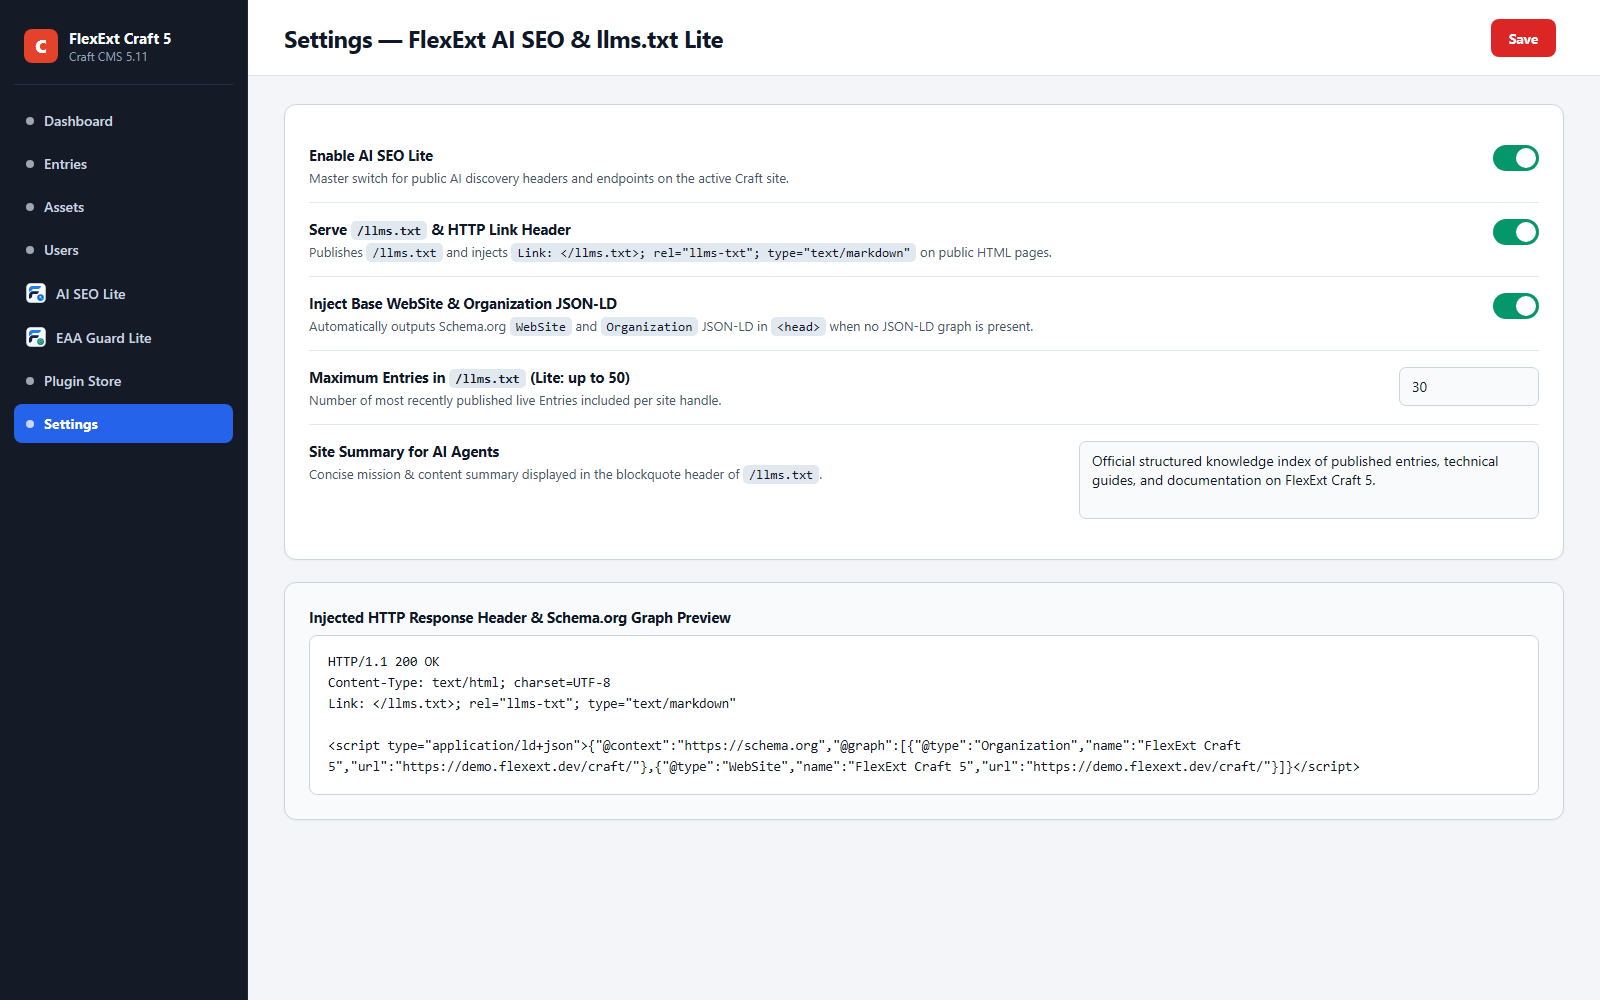 C
FlexExt Craft 5
Craft CMS 5.11
Dashboard
Entries
Assets
Users
AI SEO Lite
EAA Guard Lite
Plugin Store
Settings
Settings — FlexExt AI SEO & llms.txt Lite
Save
Enable AI SEO Lite
Master switch for public AI discovery headers and endpoints on the active Craft site.
Serve /llms.txt & HTTP Link Header
Publishes /llms.txt and injects Link: </llms.txt>; rel="llms-txt"; type="text/markdown" on public HTML pages.
Inject Base WebSite & Organization JSON-LD
Automatically outputs Schema.org WebSite and Organization JSON-LD in <head> when no JSON-LD graph is present.
Maximum Entries in /llms.txt (Lite: up to 50)
Number of most recently published live Entries included per site handle.
30
Site Summary for AI Agents
Concise mission & content summary displayed in the blockquote header of /llms.txt.
Official structured knowledge index of published entries, technical
guides, and documentation on FlexExt Craft 5.
Injected HTTP Response Header & Schema.org Graph Preview
HTTP/1.1 200 OK
Content-Type: text/html; charset=UTF-8
Link: </llms.txt>; rel="llms-txt"; type="text/markdown"
<script type="application/ld+json">{"@context":"https://schema.org","@graph":[{"@type":"Organization","name":"FlexExt Craft
5","url":"https://demo.flexext.dev/craft/"},{"@type":"WebSite","name":"FlexExt Craft 5","url":"https://demo.flexext.dev/craft/"}]}</script>